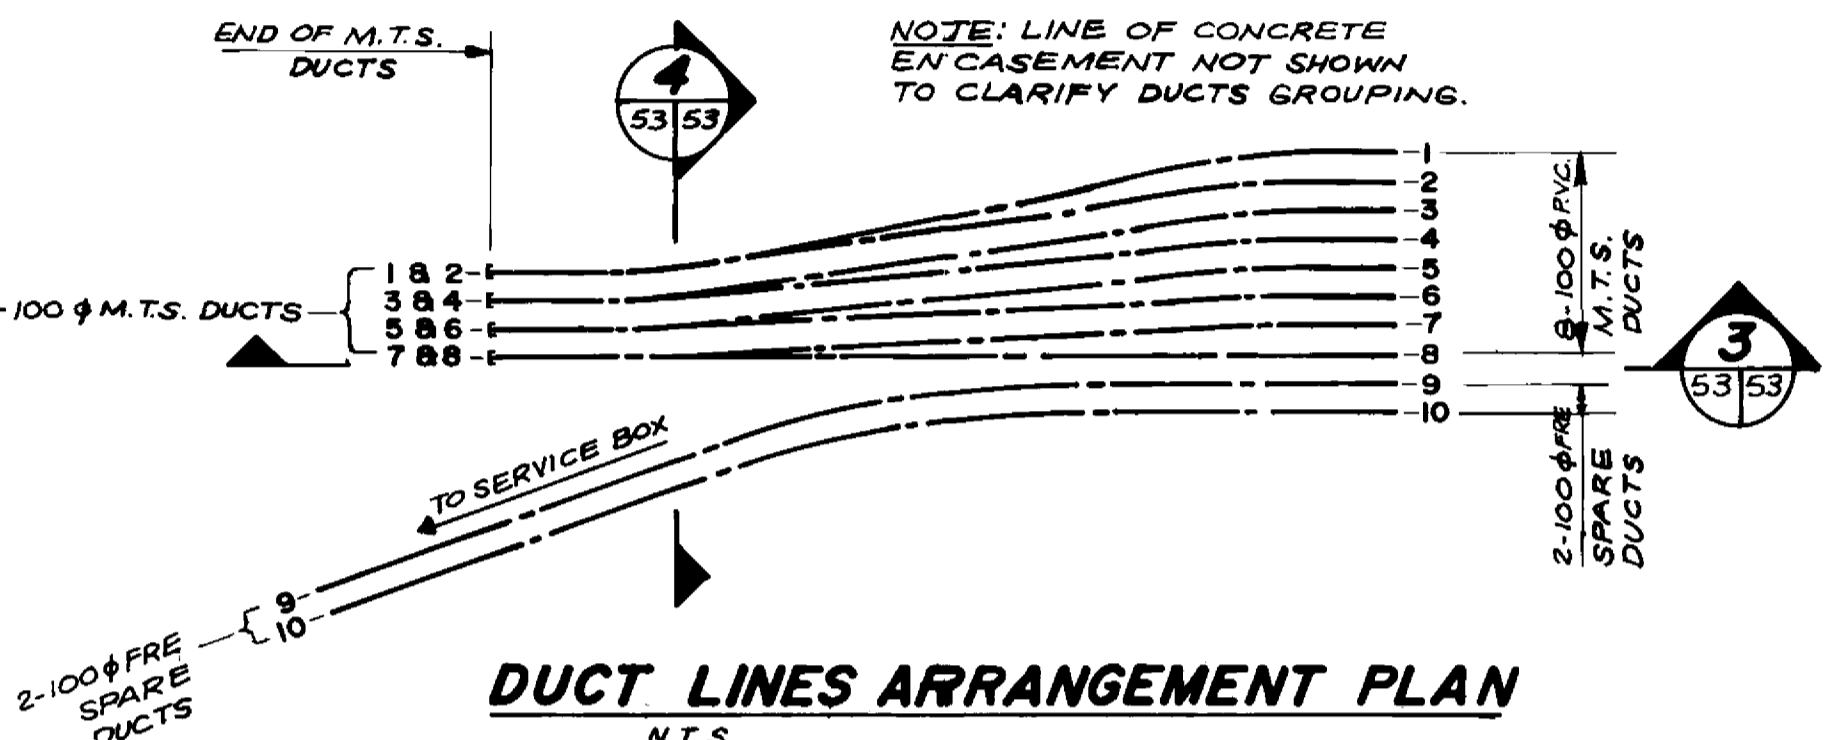 END OF M.T.S.
DUCTS
4
53 53
NOTE: LINE OF CONCRETE
ENCASEMENT NOT SHOWN
TO CLARIFY DUCTS GROUPING.
1 & 2
3 & 4
5 & 6
7 & 8
-100 ϕ M.T.S. DUCTS
1
2
3
4
5
6
7
8
9
10
8-100 ϕ P.V.C.
M.T.S.
DUCTS
3
53 53
2-100 ϕ FRE
SPARE
DUCTS
TO SERVICE BOX
9
10
2-100 ϕ FRE
SPARE
DUCTS
DUCT LINES ARRANGEMENT PLAN
N.T.S.